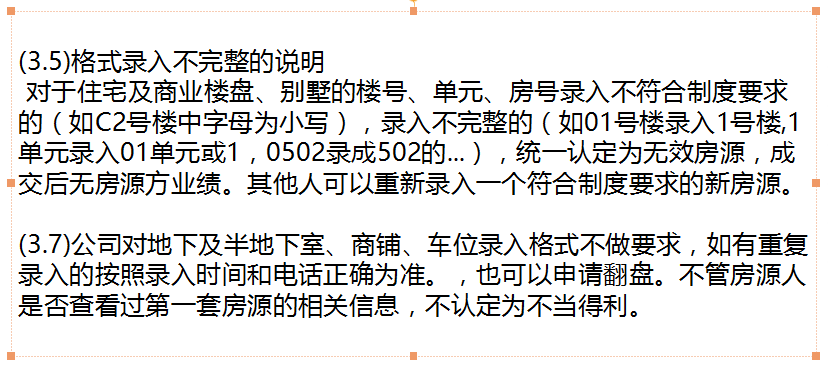 (3.5)格式录入不完整的说明
对于住宅及商业楼盘、别墅的楼号、单元、房号录入不符合制度要求
的（如C2号楼中字母为小写），录入不完整的（如01号楼录入1号楼,1
单元录入01单元或1，0502录成502的...），统一认定为无效房源，成
交后无房源方业绩。其他人可以重新录入一个符合制度要求的新房源。
(3.7)公司对地下及半地下室、商铺、车位录入格式不做要求，如有重复
录入的按照录入时间和电话正确为准。，也可以申请翻盘。不管房源人
是否查看过第一套房源的相关信息，不认定为不当得利。